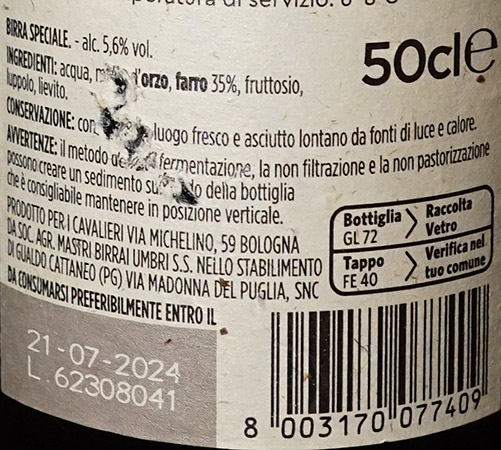 di servizio: 6-8°C
BIRRA SPECIALE. - alc. 5,6% vol.
INGREDIENTI: acqua, d'orzo, farro 35%, fruttosio,
luppolo, lievito.
CONSERVAZIONE: luogo fresco e asciutto lontano da fonti di luce e calore.
AVVERTENZE: il metodo fermentazione, la non filtrazione e la non pastorizzazione
possono creare un sedimento della bottiglia
che è consigliabile mantenere in posizione verticale.
PRODOTTO PER I CAVALIERI VIA MICHELINO, 59 BOLOGNA
DA SOC. AGR. MASTRI BIRRAI UMBRI S.S. NELLO STABILIMENTO
DI GUALDO CATTANEO (PG) VIA MADONNA DEL PUGLIA, SNC
DA CONSUMARSI PREFERIBILMENTE ENTRO IL
21-07-2024
L.62308041
50cl e
Bottiglia
GL 72
Raccolta
Vetro
Tappo
FE 40
Verifica nel
tuo comune
8 003170 077409